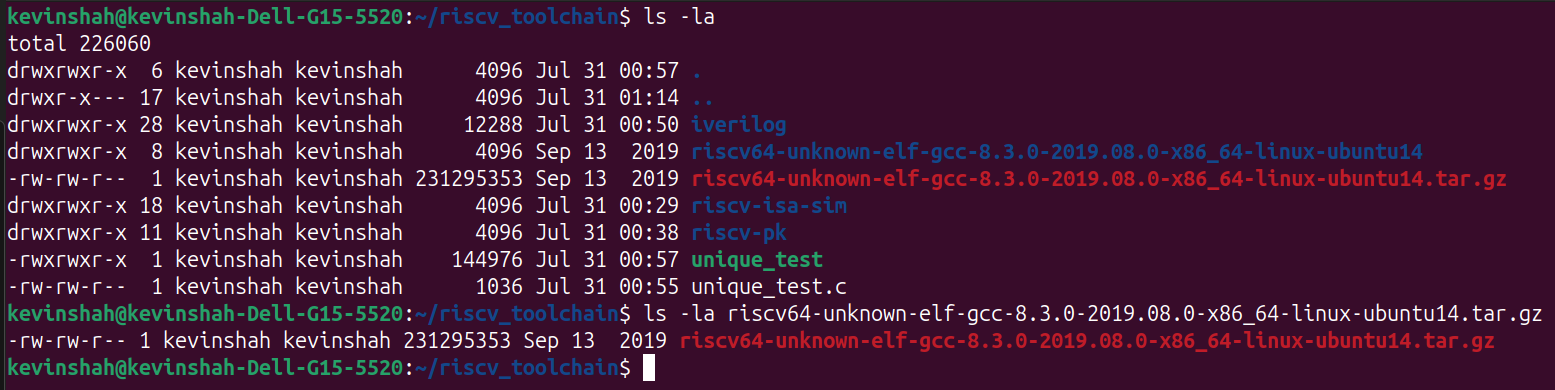 kevinshah@kevinshah-Dell-G15-5520:~/riscv_toolchain$ ls -la
total 226060
drwxrwxr-x  6 kevinshah kevinshah      4096 Jul 31 00:57 .
drwxr-x--- 17 kevinshah kevinshah      4096 Jul 31 01:14 ..
drwxrwxr-x 28 kevinshah kevinshah     12288 Jul 31 00:50 iverilog
drwxrwxr-x  8 kevinshah kevinshah      4096 Sep 13  2019 riscv64-unknown-elf-gcc-8.3.0-2019.08.0-x86_64-linux-ubuntu14
-rw-rw-r--  1 kevinshah kevinshah 231295353 Sep 13  2019 riscv64-unknown-elf-gcc-8.3.0-2019.08.0-x86_64-linux-ubuntu14.tar.gz
drwxrwxr-x 18 kevinshah kevinshah      4096 Jul 31 00:29 riscv-isa-sim
drwxrwxr-x 11 kevinshah kevinshah      4096 Jul 31 00:38 riscv-pk
-rwxrwxr-x  1 kevinshah kevinshah    144976 Jul 31 00:57 unique_test
-rw-rw-r--  1 kevinshah kevinshah      1036 Jul 31 00:55 unique_test.c
kevinshah@kevinshah-Dell-G15-5520:~/riscv_toolchain$ ls -la riscv64-unknown-elf-gcc-8.3.0-2019.08.0-x86_64-linux-ubuntu14.tar.gz
-rw-rw-r-- 1 kevinshah kevinshah 231295353 Sep 13  2019 riscv64-unknown-elf-gcc-8.3.0-2019.08.0-x86_64-linux-ubuntu14.tar.gz
kevinshah@kevinshah-Dell-G15-5520:~/riscv_toolchain$